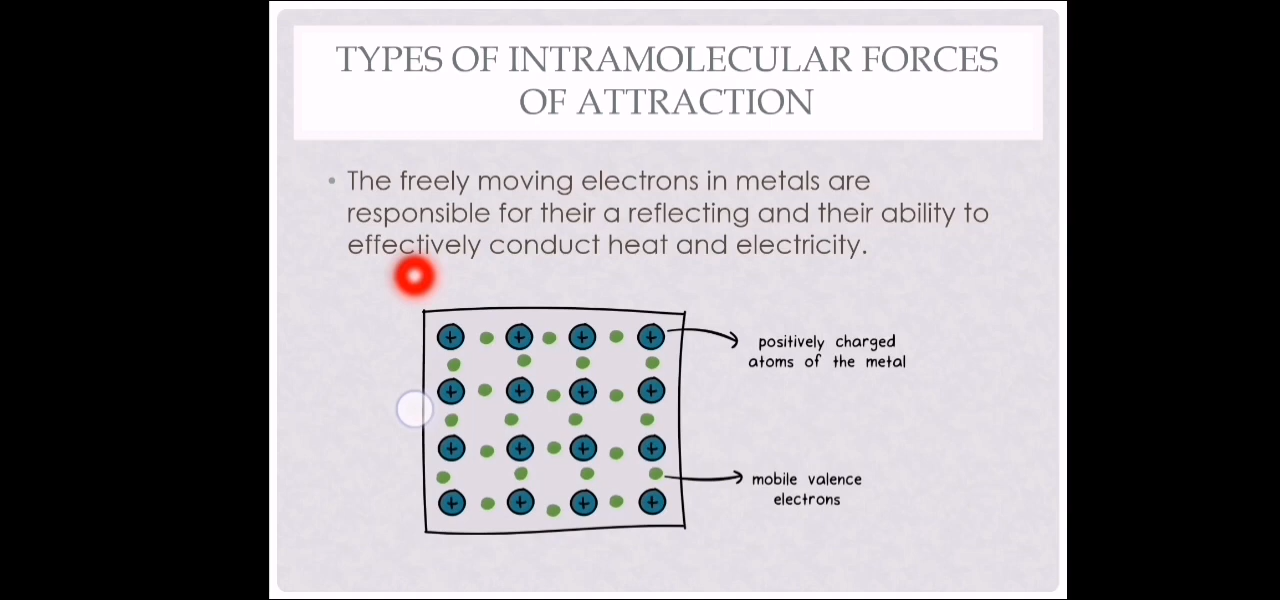 TYPES OF INTRAMOLECULAR FORCES
OF ATTRACTION
• The freely moving electrons in metals are
responsible for their a reflecting and their ability to
effectively conduct heat and electricity.
positively charged
atoms of the metal
mobile valence
electrons